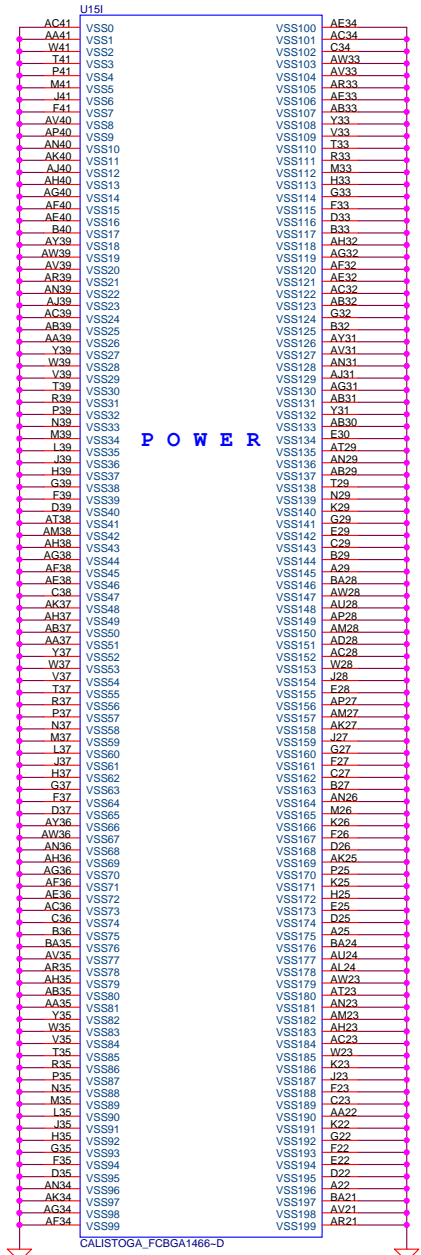 U15I
AC41 VSS0 VSS100 AE34
AA41 VSS1 VSS101 AC34
W41 VSS2 VSS102 C34
T41 VSS3 VSS103 AW33
P41 VSS4 VSS104 AV33
M41 VSS5 VSS105 AR33
J41 VSS6 VSS106 AE33
F41 VSS7 VSS107 AB33
AV40 VSS8 VSS108 Y33
AP40 VSS9 VSS109 V33
AN40 VSS10 VSS110 T33
AK40 VSS11 VSS111 R33
AJ40 VSS12 VSS112 M33
AH40 VSS13 VSS113 H33
AG40 VSS14 VSS114 G33
AF40 VSS15 VSS115 F33
AE40 VSS16 VSS116 D33
B40 VSS17 VSS117 B33
AY39 VSS18 VSS118 AH32
AW39 VSS19 VSS119 AG32
AV39 VSS20 VSS120 AF32
AR39 VSS21 VSS121 AE32
AN39 VSS22 VSS122 AC32
AJ39 VSS23 VSS123 AB32
AC39 VSS24 VSS124 G32
AB39 VSS25 VSS125 B32
AA39 VSS26 VSS126 AY31
Y39 VSS27 VSS127 AV31
W39 VSS28 VSS128 AN31
V39 VSS29 VSS129 AJ31
T39 VSS30 VSS130 AG31
R39 VSS31 VSS131 AB31
P39 VSS32 VSS132 Y31
N39 VSS33 VSS133 AB30
M39 VSS34 P O W E R VSS134 E30
L39 VSS35 VSS135 AT29
J39 VSS36 VSS136 AN29
H39 VSS37 VSS137 AB29
G39 VSS38 VSS138 T29
F39 VSS39 VSS139 N29
D39 VSS40 VSS140 K29
AT38 VSS41 VSS141 G29
AM38 VSS42 VSS142 E29
AH38 VSS43 VSS143 C29
AG38 VSS44 VSS144 B29
AF38 VSS45 VSS145 A29
AE38 VSS46 VSS146 BA28
C38 VSS47 VSS147 AW28
AK37 VSS48 VSS148 AU28
AH37 VSS49 VSS149 AP28
AB37 VSS50 VSS150 AM28
AA37 VSS51 VSS151 AD28
Y37 VSS52 VSS152 AC28
W37 VSS53 VSS153 W28
V37 VSS54 VSS154 J28
T37 VSS55 VSS155 E28
R37 VSS56 VSS156 AP27
P37 VSS57 VSS157 AM27
N37 VSS58 VSS158 AK27
M37 VSS59 VSS159 J27
L37 VSS60 VSS160 G27
J37 VSS61 VSS161 F27
H37 VSS62 VSS162 C27
G37 VSS63 VSS163 B27
F37 VSS64 VSS164 AN26
D37 VSS65 VSS165 M26
AY36 VSS66 VSS166 K26
AW36 VSS67 VSS167 F26
AN36 VSS68 VSS168 D26
AH36 VSS69 VSS169 AK25
AG36 VSS70 VSS170 P25
AF36 VSS71 VSS171 K25
AE36 VSS72 VSS172 H25
AC36 VSS73 VSS173 E25
C36 VSS74 VSS174 D25
B36 VSS75 VSS175 A25
BA35 VSS76 VSS176 BA24
AV35 VSS77 VSS177 AU24
AR35 VSS78 VSS178 AL24
AH35 VSS79 VSS179 AW23
AB35 VSS80 VSS180 AT23
AA35 VSS81 VSS181 AN23
Y35 VSS82 VSS182 AM23
W35 VSS83 VSS183 AH23
V35 VSS84 VSS184 AC23
T35 VSS85 VSS185 W23
R35 VSS86 VSS186 K23
P35 VSS87 VSS187 J23
N35 VSS88 VSS188 F23
M35 VSS89 VSS189 C23
L35 VSS90 VSS190 AA22
J35 VSS91 VSS191 K22
H35 VSS92 VSS192 G22
G35 VSS93 VSS193 F22
F35 VSS94 VSS194 E22
D35 VSS95 VSS195 D22
AN34 VSS96 VSS196 A22
AK34 VSS97 VSS197 BA21
AG34 VSS98 VSS198 AV21
AF34 VSS99 VSS199 AR21
CALISTOGA_FCBGA1466~D